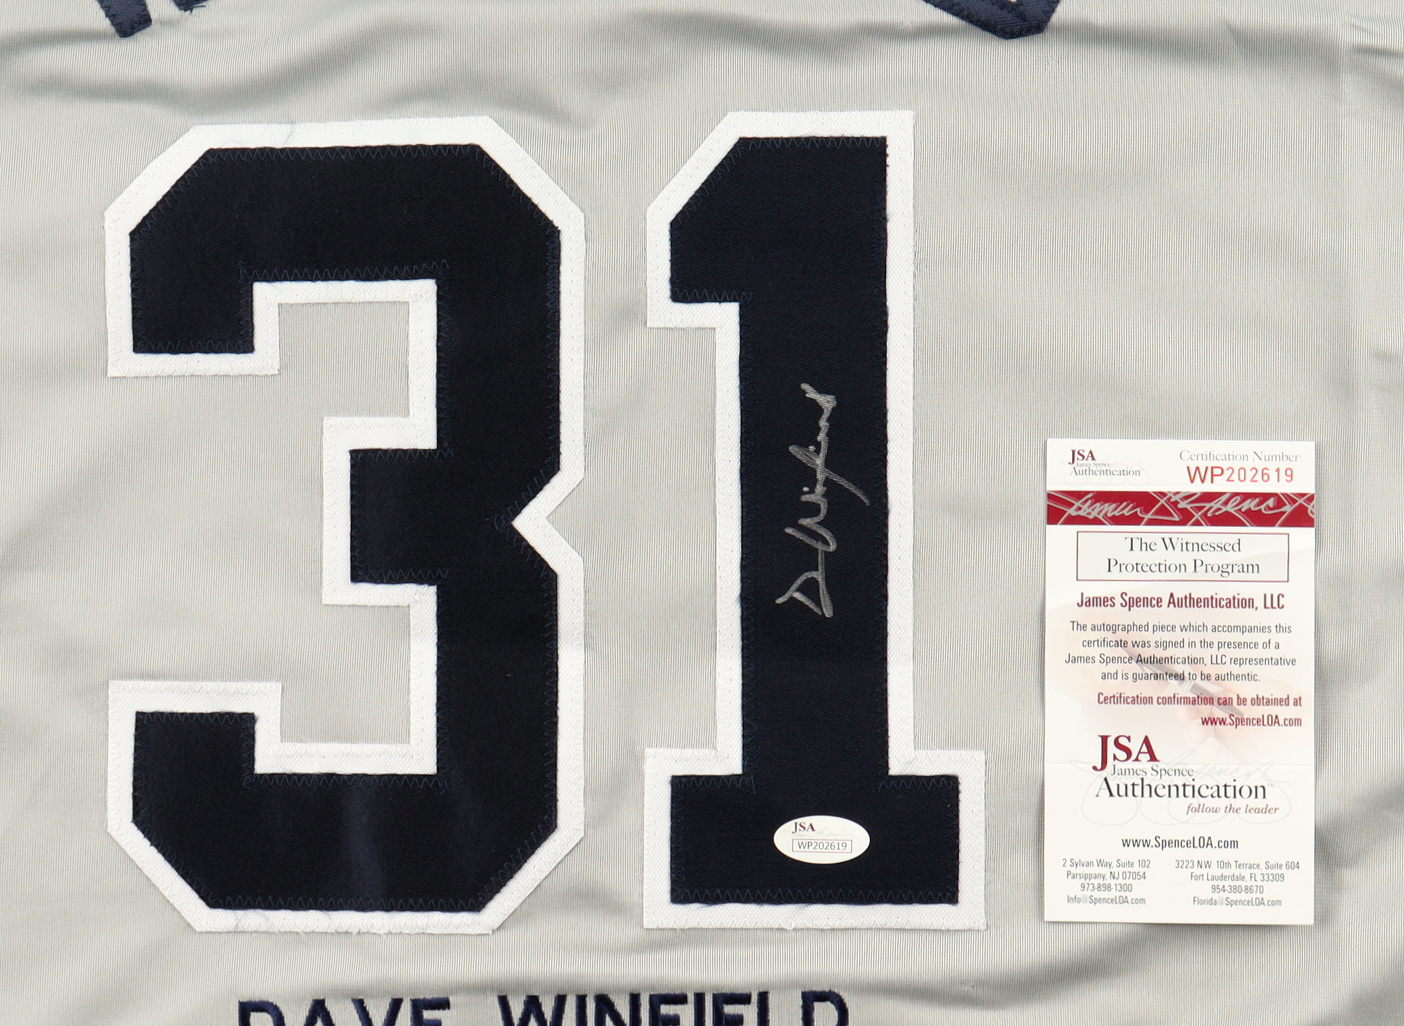 31
D Winfield
JSA
WP202619
JSA
James Spence
Authentication
Certification Number:
WP202619
James Spence
The Witnessed
Protection Program
James Spence Authentication, LLC
The autographed piece which accompanies this
certificate was signed in the presence of a
James Spence Authentication, LLC representative
and is guaranteed to be authentic.
Certification confirmation can be obtained at
www.SpenceLOA.com
JSA
James Spence
Authentication™
follow the leader
www.SpenceLOA.com
2 Sylvan Way, Suite 102
Parsippany, NJ 07054
973-898-1300
Info@SpenceLOA.com
3223 N.W. 10th Terrace, Suite 604
Fort Lauderdale, FL 33309
954-380-8670
Florida@SpenceLOA.com
DAVE WINFIELD